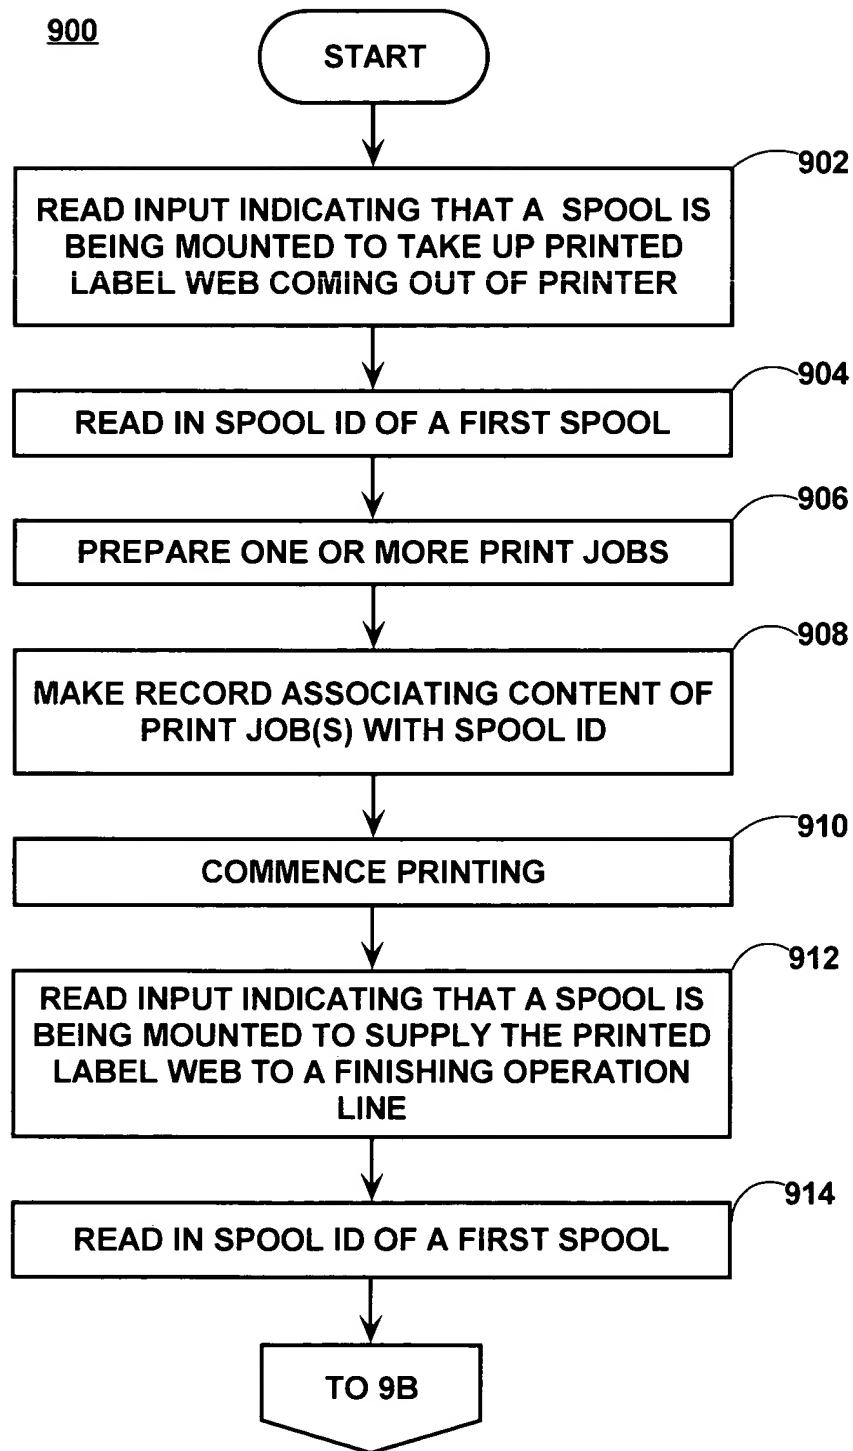 900
START
902
READ INPUT INDICATING THAT A SPOOL IS
BEING MOUNTED TO TAKE UP PRINTED
LABEL WEB COMING OUT OF PRINTER
904
READ IN SPOOL ID OF A FIRST SPOOL
906
PREPARE ONE OR MORE PRINT JOBS
908
MAKE RECORD ASSOCIATING CONTENT OF
PRINT JOB(S) WITH SPOOL ID
910
COMMENCE PRINTING
912
READ INPUT INDICATING THAT A SPOOL IS
BEING MOUNTED TO SUPPLY THE PRINTED
LABEL WEB TO A FINISHING OPERATION
LINE
914
READ IN SPOOL ID OF A FIRST SPOOL
TO 9B